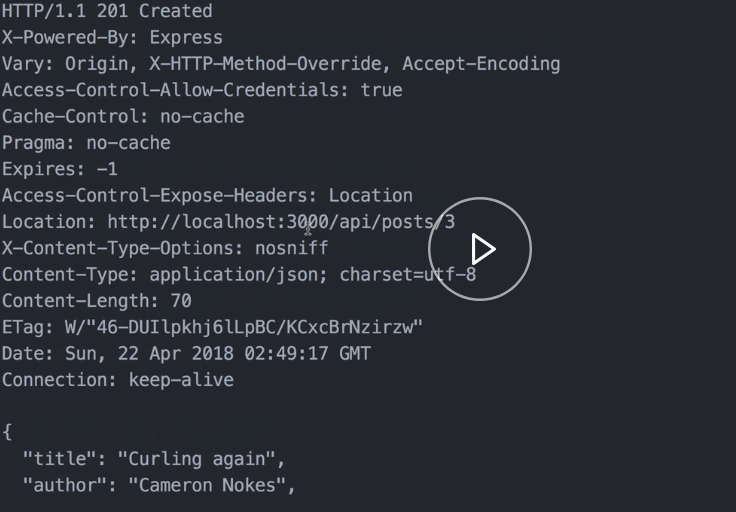 HTTP/1.1 201 Created
X-Powered-By: Express
Vary: Origin, X-HTTP-Method-Override, Accept-Encoding
Access-Control-Allow-Credentials: true
Cache-Control: no-cache
Pragma: no-cache
Expires: -1
Access-Control-Expose-Headers: Location
Location: http://localhost:3000/api/posts/3
X-Content-Type-Options: nosniff
Content-Type: application/json; charset=utf-8
Content-Length: 70
ETag: W/"46-DUIlpkhj6lLpBC/KCxcBrNzirzw"
Date: Sun, 22 Apr 2018 02:49:17 GMT
Connection: keep-alive
{
"title": "Curling again",
"author": "Cameron Nokes",